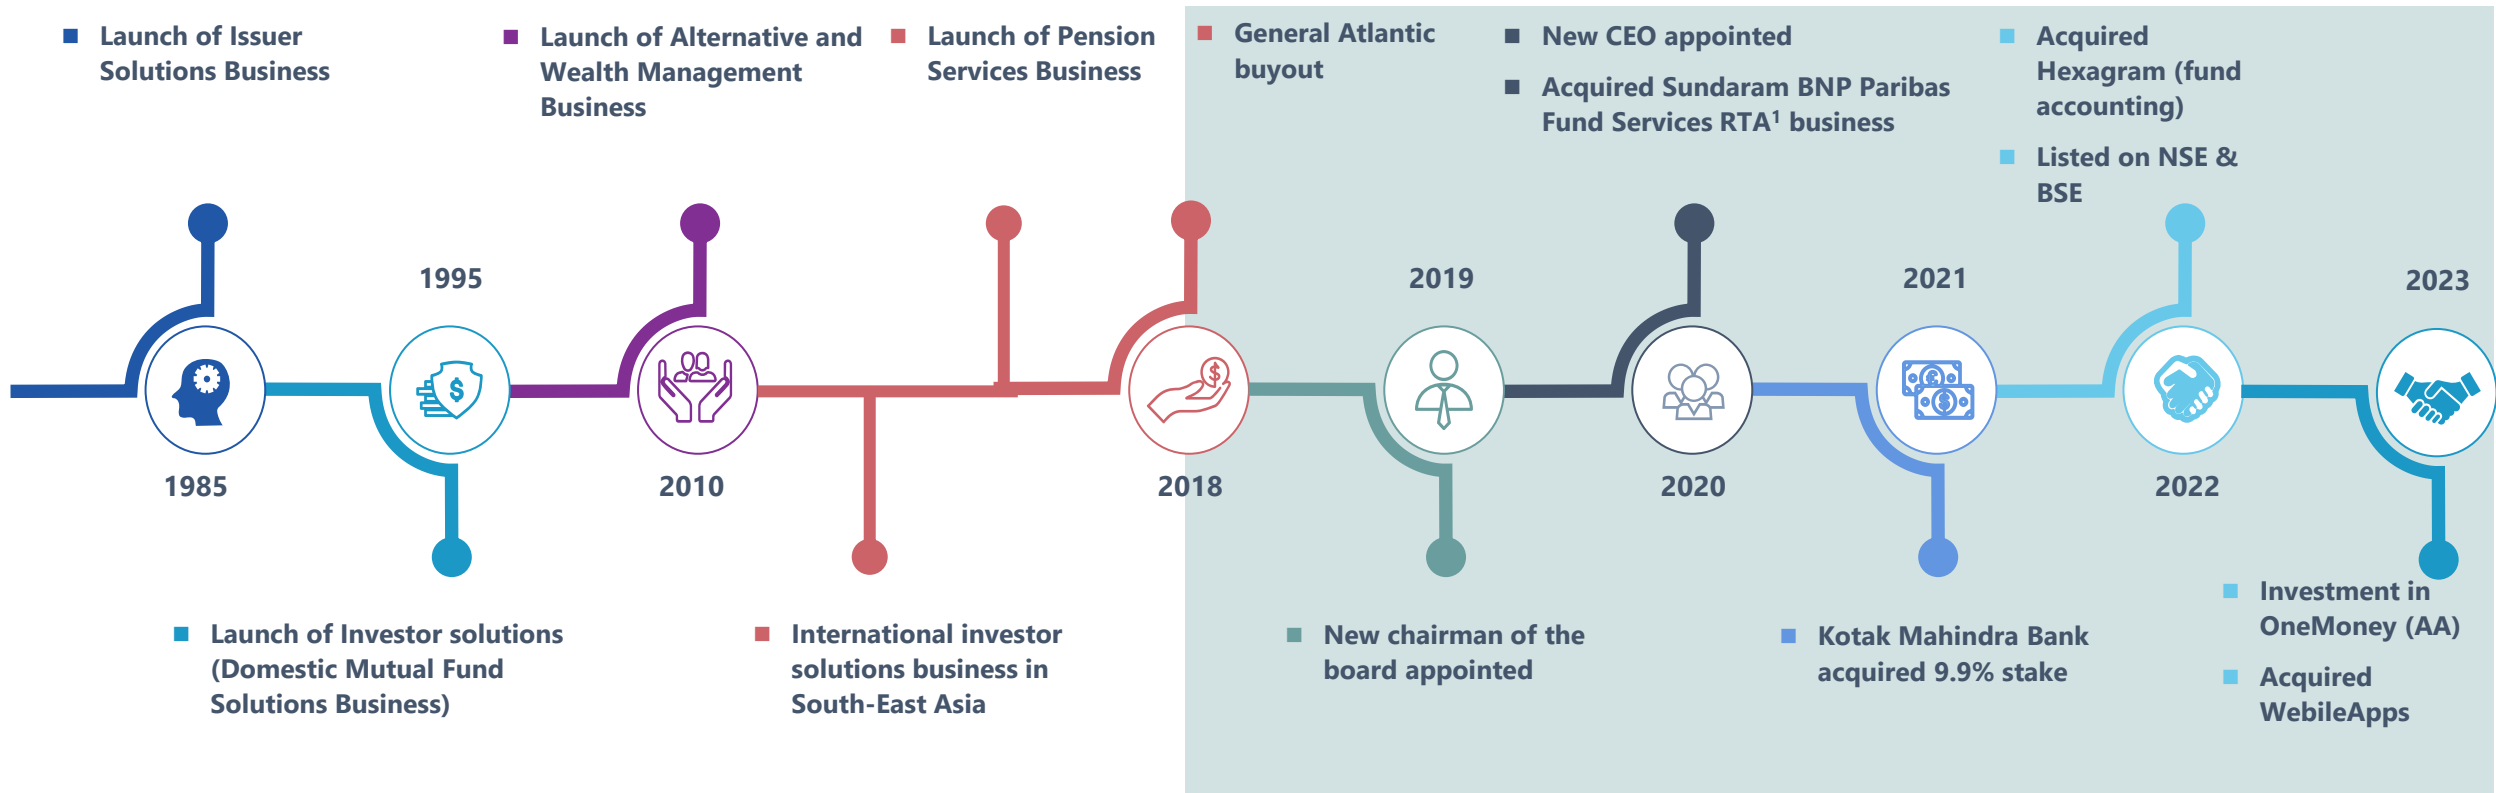 Launch of Issuer
Solutions Business
Launch of Alternative and
Wealth Management
Business
Launch of Pension
Services Business
General Atlantic
buyout
New CEO appointed
Acquired Sundaram BNP Paribas
Fund Services RTA¹ business
Acquired
Hexagram (fund
accounting)
Listed on NSE &
BSE
1995
2019
2021
2023
1985
2010
2018
2020
2022
Launch of Investor solutions
(Domestic Mutual Fund
Solutions Business)
International investor
solutions business in
South-East Asia
New chairman of the
board appointed
Kotak Mahindra Bank
acquired 9.9% stake
Investment in
OneMoney (AA)
Acquired
WebileApps